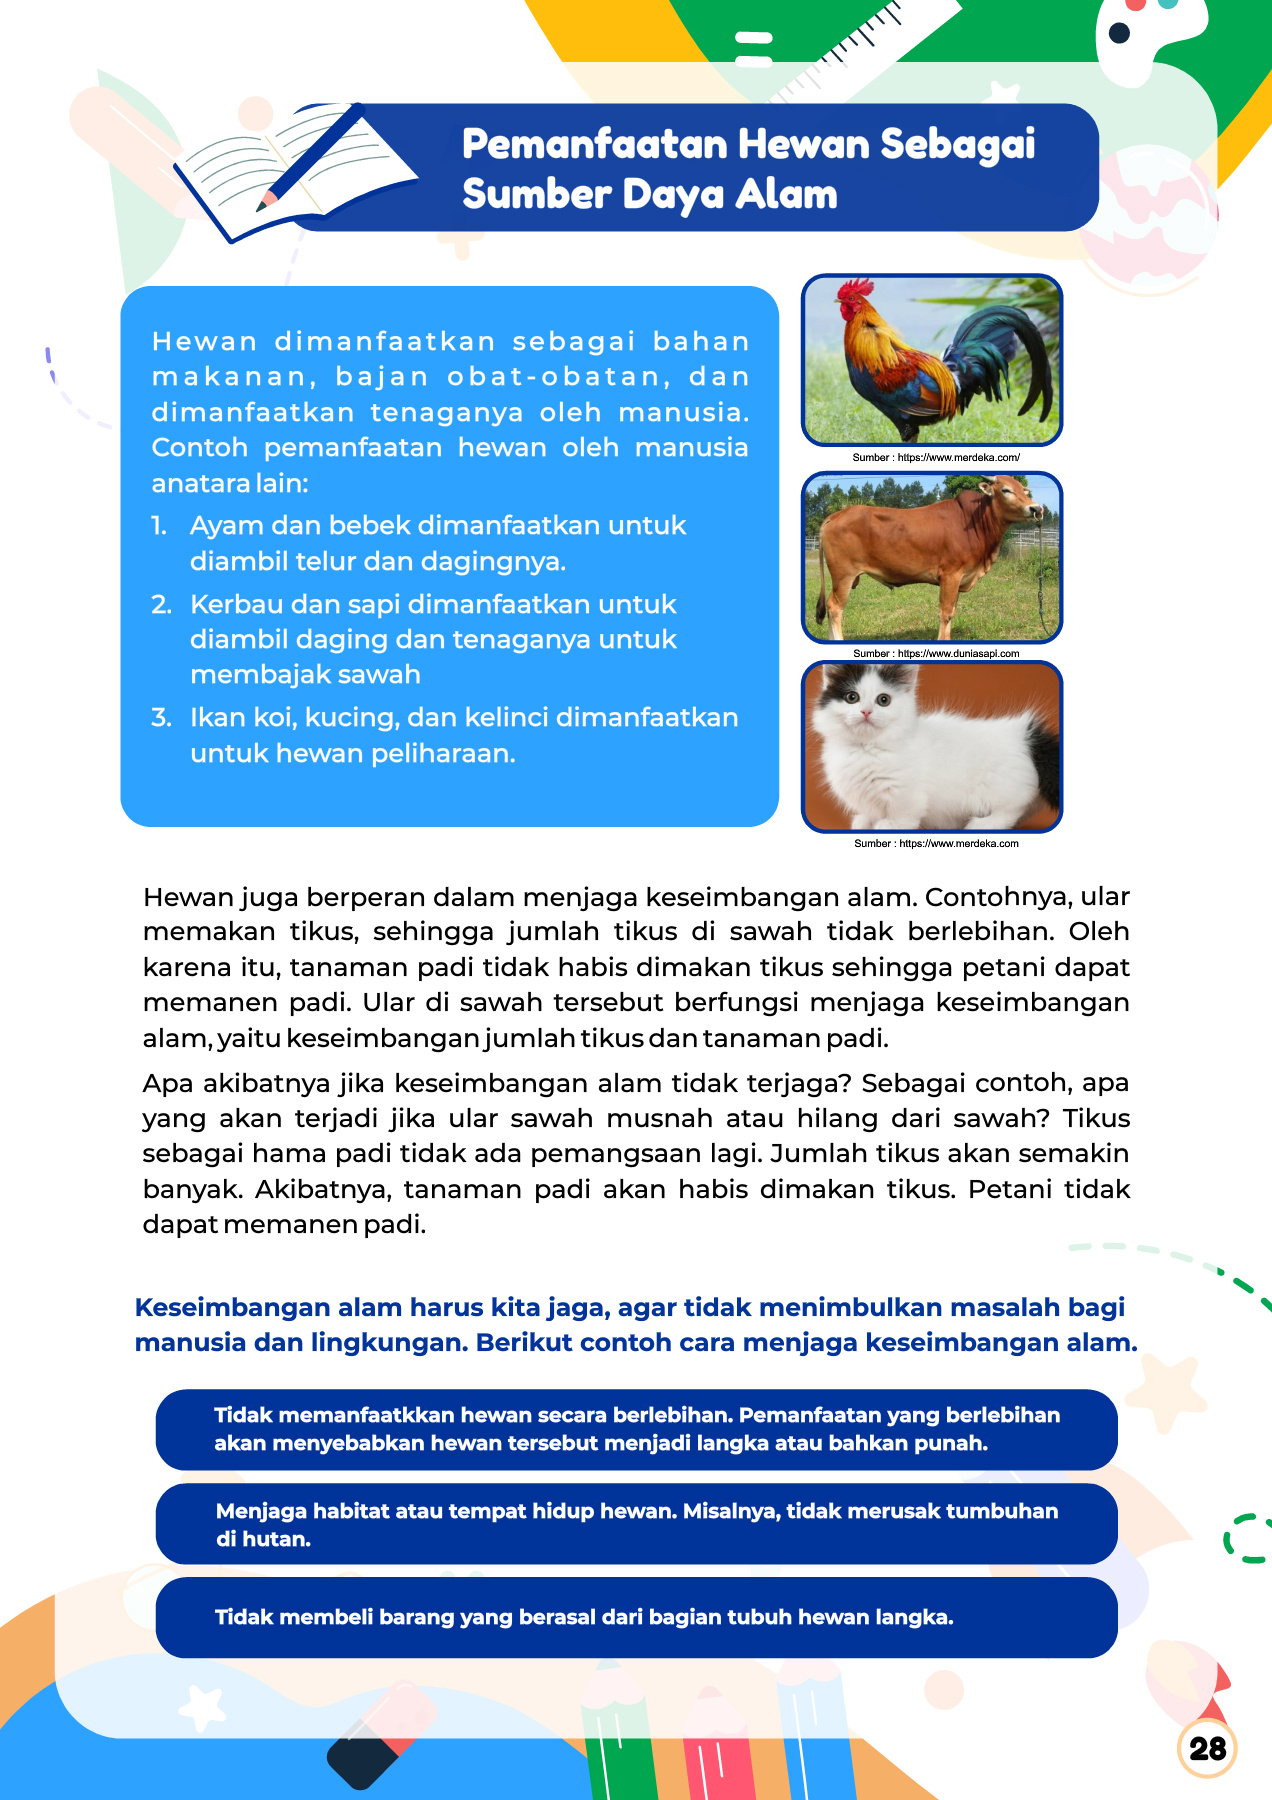 Pemanfaatan Hewan Sebagai
Sumber Daya Alam
Hewan dimanfaatkan sebagai bahan
makanan, bajan obat-obatan, dan
dimanfaatkan tenaganya oleh manusia.
Contoh pemanfaatan hewan oleh manusia
anatara lain:
1. Ayam dan bebek dimanfaatkan untuk
diambil telur dan dagingnya.
2. Kerbau dan sapi dimanfaatkan untuk
diambil daging dan tenaganya untuk
membajak sawah
3. Ikan koi, kucing, dan kelinci dimanfaatkan
untuk hewan peliharaan.
Sumber : https://www.merdeka.com/
Sumber : https://www.duniasapi.com
Sumber : https://www.merdeka.com
Hewan juga berperan dalam menjaga keseimbangan alam. Contohnya, ular
memakan tikus, sehingga jumlah tikus di sawah tidak berlebihan. Oleh
karena itu, tanaman padi tidak habis dimakan tikus sehingga petani dapat
memanen padi. Ular di sawah tersebut berfungsi menjaga keseimbangan
alam, yaitu keseimbangan jumlah tikus dan tanaman padi.
Apa akibatnya jika keseimbangan alam tidak terjaga? Sebagai contoh, apa
yang akan terjadi jika ular sawah musnah atau hilang dari sawah? Tikus
sebagai hama padi tidak ada pemangsaan lagi. Jumlah tikus akan semakin
banyak. Akibatnya, tanaman padi akan habis dimakan tikus. Petani tidak
dapat memanen padi.
Keseimbangan alam harus kita jaga, agar tidak menimbulkan masalah bagi
manusia dan lingkungan. Berikut contoh cara menjaga keseimbangan alam.
Tidak memanfaatkkan hewan secara berlebihan. Pemanfaatan yang berlebihan
akan menyebabkan hewan tersebut menjadi langka atau bahkan punah.
Menjaga habitat atau tempat hidup hewan. Misalnya, tidak merusak tumbuhan
di hutan.
Tidak membeli barang yang berasal dari bagian tubuh hewan langka.
28